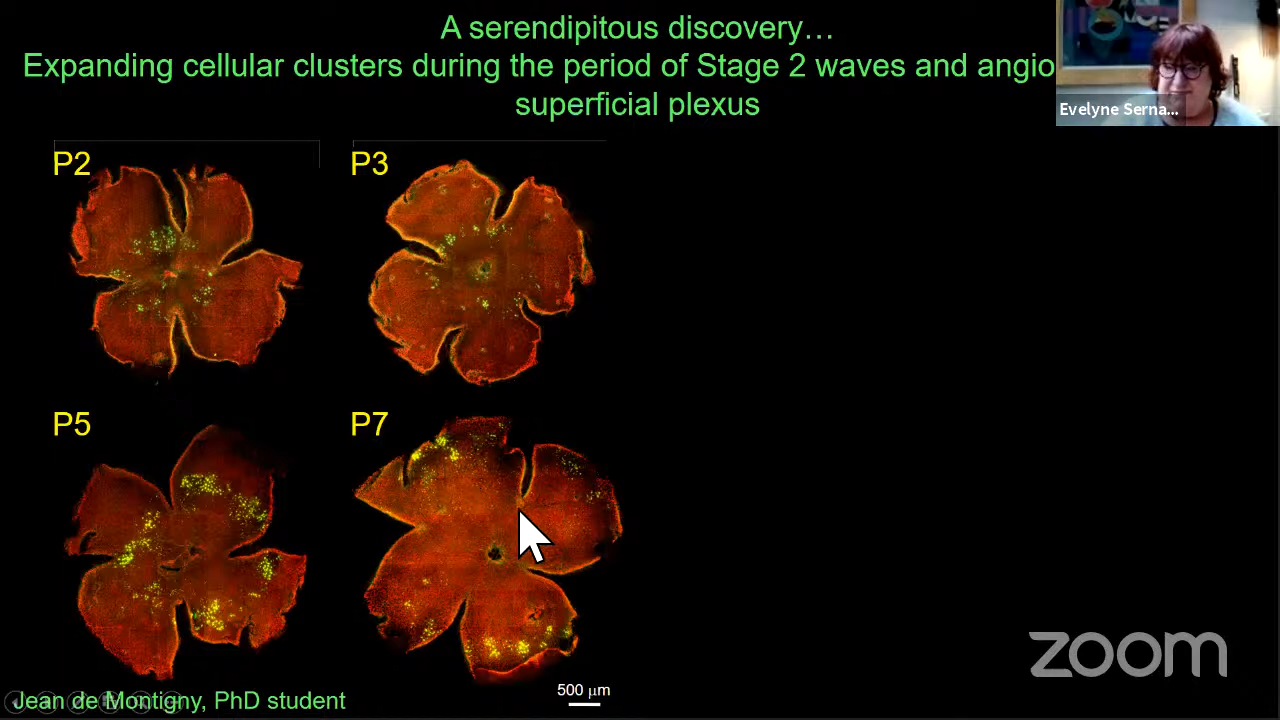 A serendipitous discovery…
Expanding cellular clusters during the period of Stage 2 waves and angio
superficial plexus
Evelyne Serna...
P2
P3
P5
P7
500 µm
Jean de Montigny, PhD student
zoom